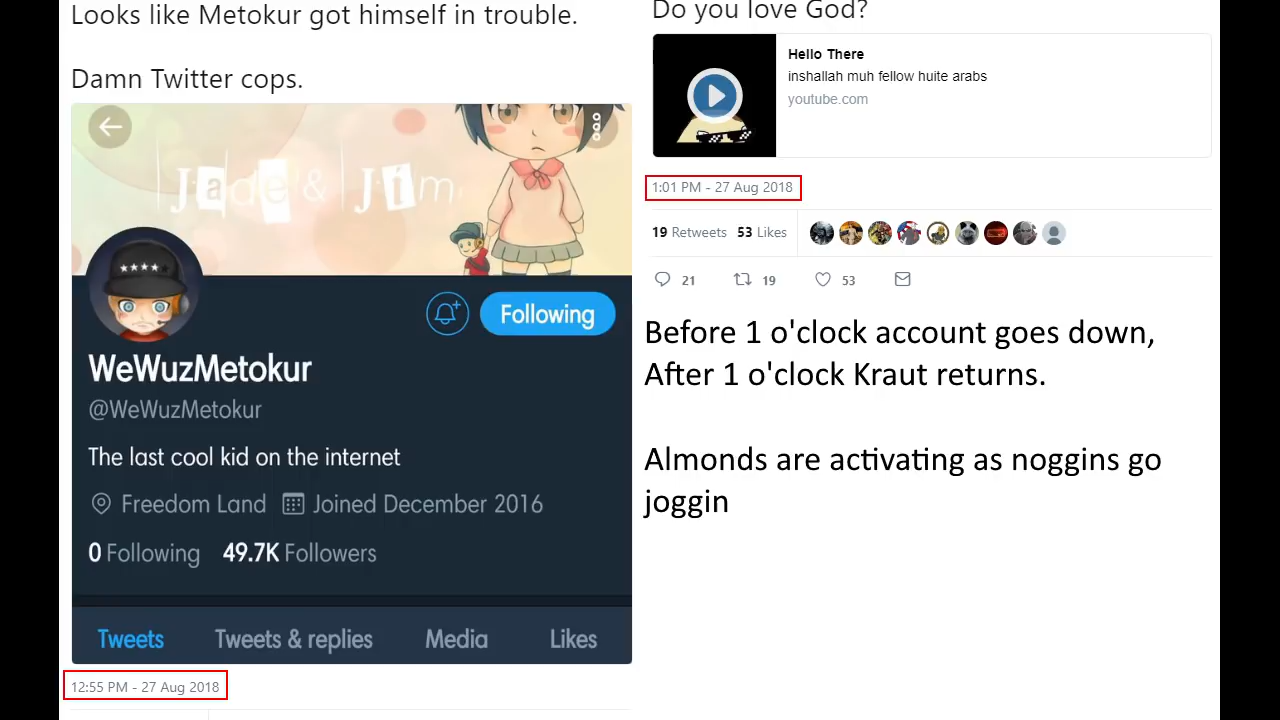 Looks like Metokur got himself in trouble.
Damn Twitter cops.
Jade & Jim
WeWuzMetokur
@WeWuzMetokur
Following
The last cool kid on the internet
Freedom Land Joined December 2016
0 Following 49.7K Followers
Tweets Tweets & replies Media Likes
12:55 PM - 27 Aug 2018
Do you love God?
Hello There
inshallah muh fellow huite arabs
youtube.com
1:01 PM - 27 Aug 2018
19 Retweets 53 Likes
21 19 53
Before 1 o'clock account goes down,
After 1 o'clock Kraut returns.
Almonds are activating as noggins go
joggin